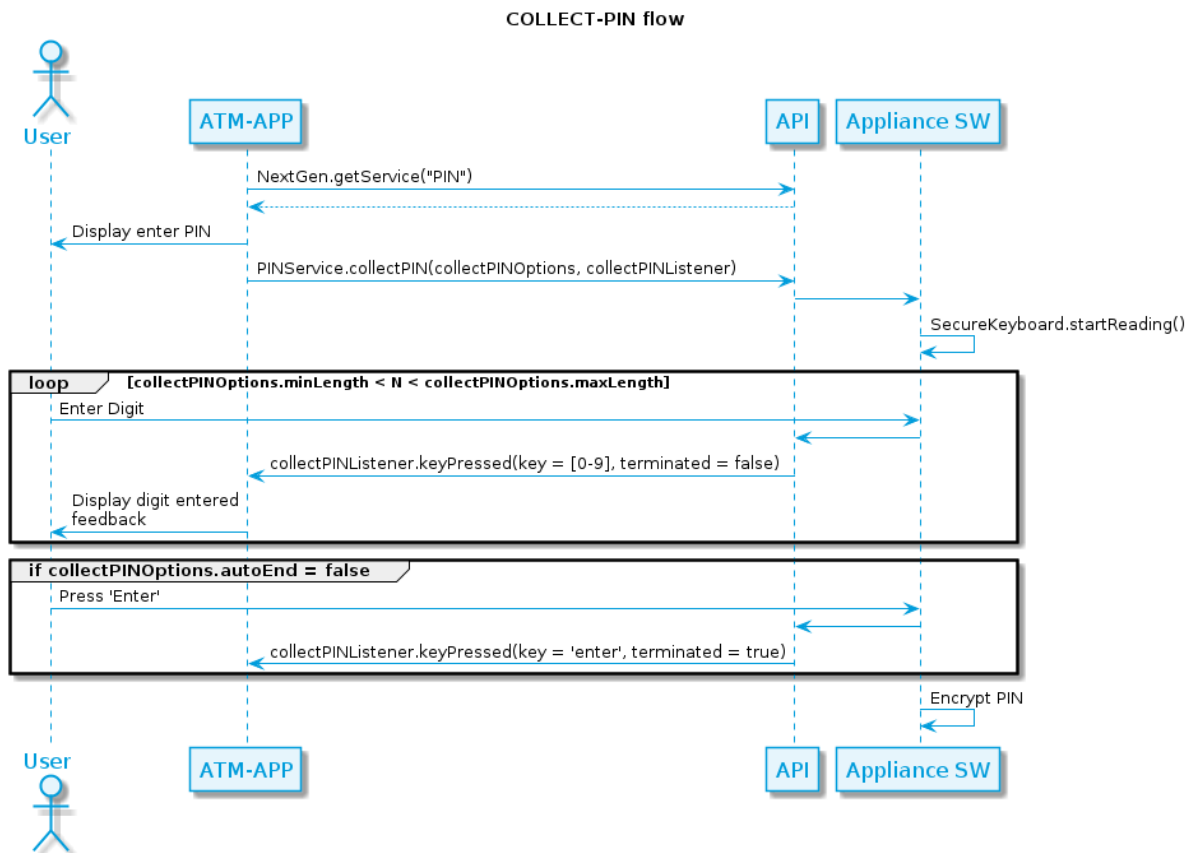 COLLECT-PIN flow
User
ATM-APP
API
Appliance SW
NextGen.getService("PIN")
Display enter PIN
PINService.collectPIN(collectPINOptions, collectPINListener)
SecureKeyboard.startReading()
loop [collectPINOptions.minLength < N < collectPINOptions.maxLength]
Enter Digit
collectPINListener.keyPressed(key = [0-9], terminated = false)
Display digit entered
feedback
if collectPINOptions.autoEnd = false
Press 'Enter'
collectPINListener.keyPressed(key = 'enter', terminated = true)
Encrypt PIN
User
ATM-APP
API
Appliance SW